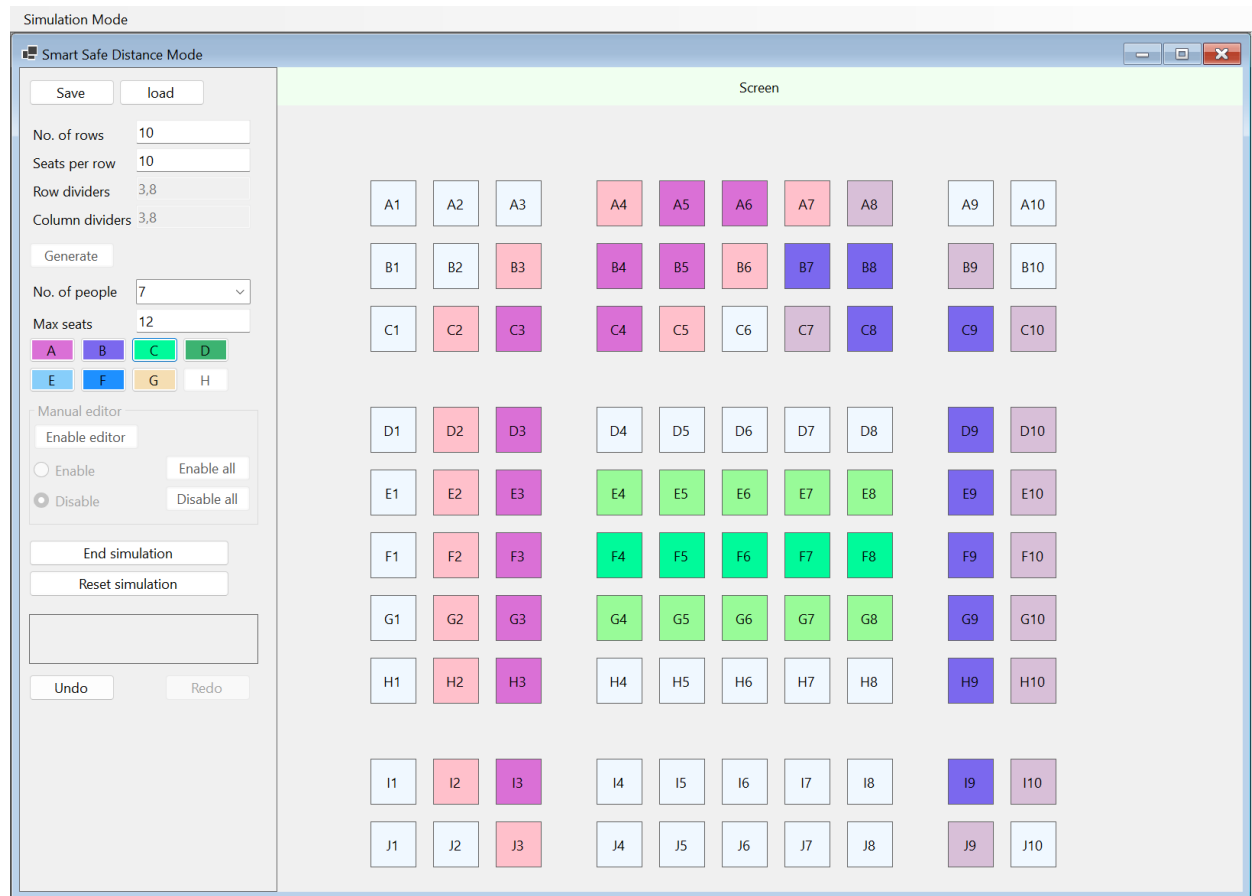 Simulation Mode
Smart Safe Distance Mode
Save load
No. of rows 10
Seats per row 10
Row dividers 3,8
Column dividers 3,8
Generate
No. of people 7
Max seats 12
A B C D
E F G H
Manual editor
Enable editor
Enable Enable all
Disable Disable all
End simulation
Reset simulation
Undo Redo
Screen
A1 A2 A3 A4 A5 A6 A7 A8 A9 A10
B1 B2 B3 B4 B5 B6 B7 B8 B9 B10
C1 C2 C3 C4 C5 C6 C7 C8 C9 C10
D1 D2 D3 D4 D5 D6 D7 D8 D9 D10
E1 E2 E3 E4 E5 E6 E7 E8 E9 E10
F1 F2 F3 F4 F5 F6 F7 F8 F9 F10
G1 G2 G3 G4 G5 G6 G7 G8 G9 G10
H1 H2 H3 H4 H5 H6 H7 H8 H9 H10
I1 I2 I3 I4 I5 I6 I7 I8 I9 I10
J1 J2 J3 J4 J5 J6 J7 J8 J9 J10